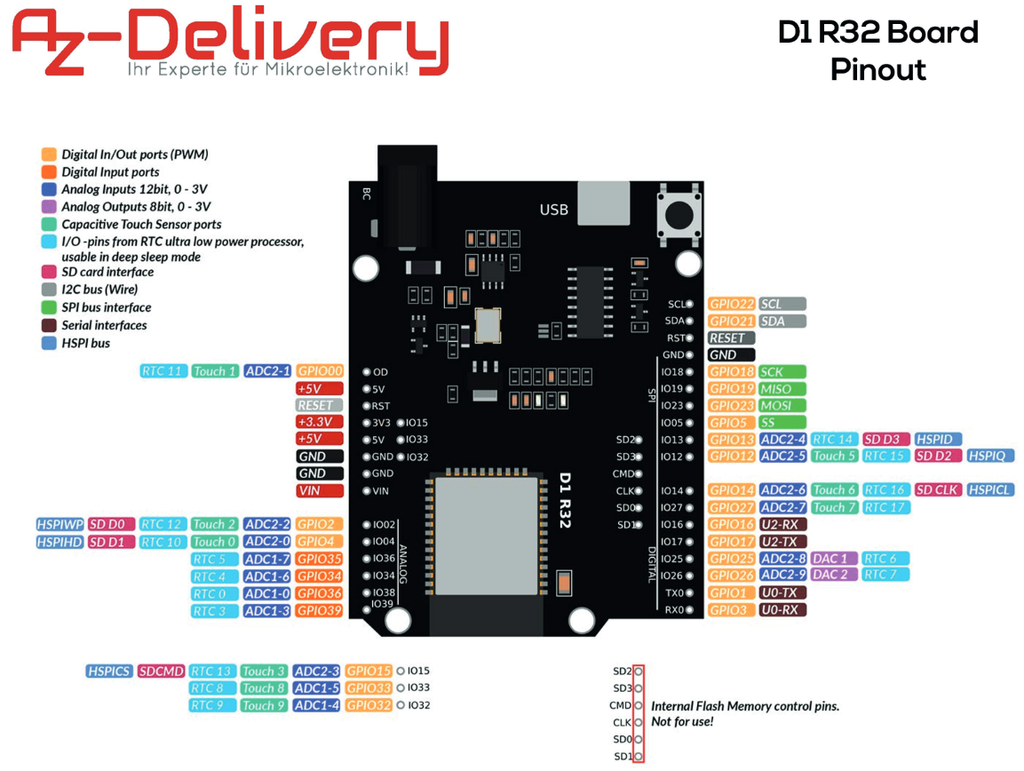 Az-Delivery
Ihr Experte für Mikroelektronik!
D1 R32 Board
Pinout
Digital In/Out ports (PWM)
Digital Input ports
Analog Inputs 12bit, 0 - 3V
Analog Outputs 8bit, 0 - 3V
Capacitive Touch Sensor ports
I/O -pins from RTC ultra low power processor,
usable in deep sleep mode
SD card interface
I2C bus (Wire)
SPI bus interface
Serial interfaces
HSPI bus
DC
USB
RTC 11 Touch 1 ADC2-1 GPIO00 OD
+5V 5V
RESET RST
+3.3V 3V3 IO15
+5V 5V IO33
GND GND IO32
GND GND
VIN VIN
HSPIWP SD D0 RTC 12 Touch 2 ADC2-2 GPIO2 IO02
HSPIHD SD D1 RTC 10 Touch 0 ADC2-0 GPIO4 IO04
RTC 5 ADC1-7 GPIO35 IO36
RTC 4 ADC1-6 GPIO34 IO34
RTC 0 ADC1-0 GPIO36 IO38
RTC 3 ADC1-3 GPIO39 IO39
ANALOG
D1 R32
SD2
SD3
CMD
CLK
SD0
SD1
SPI
DIGITAL
SCL GPIO22 SCL
SDA GPIO21 SDA
RST RESET
GND GND
IO18 GPIO18 SCK
IO19 GPIO19 MISO
IO23 GPIO23 MOSI
IO05 GPIO5 SS
IO13 GPIO13 ADC2-4 RTC 14 SD D3 HSPID
IO12 GPIO12 ADC2-5 Touch 5 RTC 15 SD D2 HSPIQ
IO14 GPIO14 ADC2-6 Touch 6 RTC 16 SD CLK HSPICL
IO27 GPIO27 ADC2-7 Touch 7 RTC 17
IO16 GPIO16 U2-RX
IO17 GPIO17 U2-TX
IO25 GPIO25 ADC2-8 DAC 1 RTC 6
IO26 GPIO26 ADC2-9 DAC 2 RTC 7
TX0 GPIO1 U0-TX
RX0 GPIO3 U0-RX
HSPICS SDCMD RTC 13 Touch 3 ADC2-3 GPIO15 IO15
RTC 8 Touch 8 ADC1-5 GPIO33 IO33
RTC 9 Touch 9 ADC1-4 GPIO32 IO32
SD2
SD3
CMD
CLK
SD0
SD1
Internal Flash Memory control pins.
Not for use!